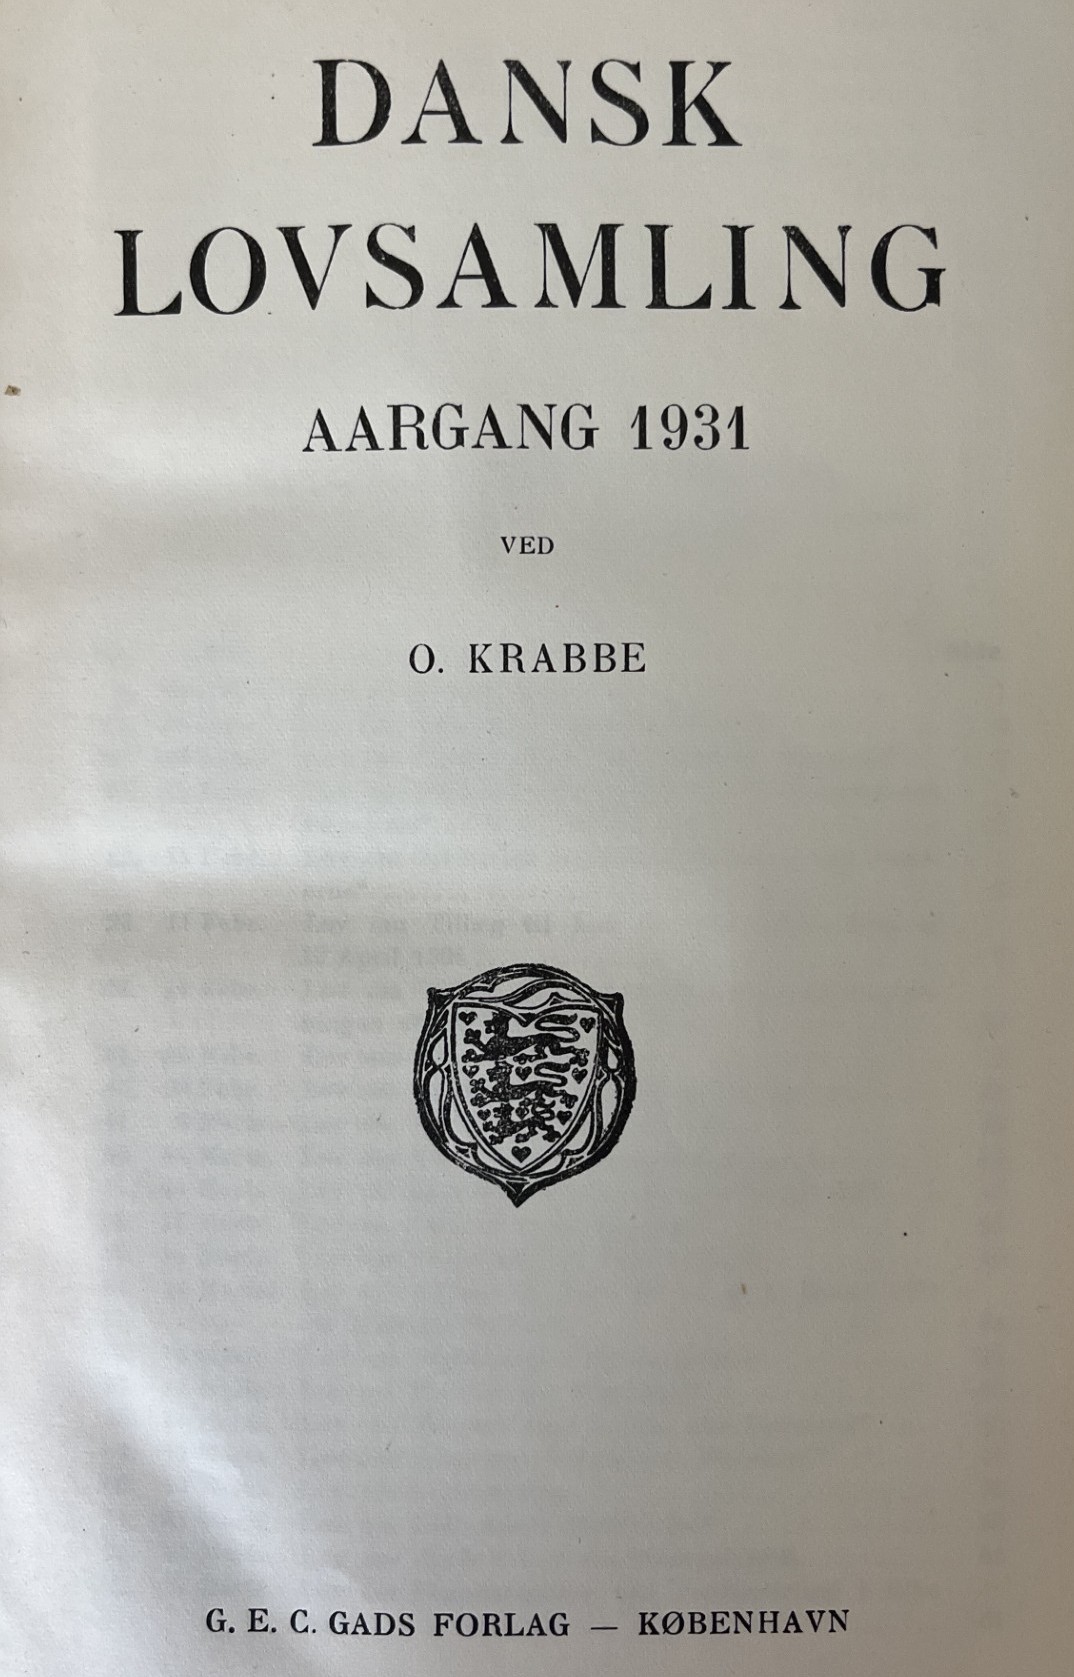 DANSK
LOVSAMLING
AARGANG 1931
VED
O. KRABBE
G. E. C. GADS FORLAG — KØBENHAVN